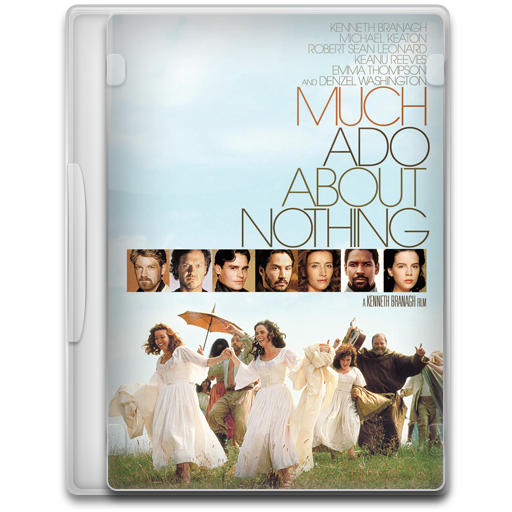 KENNETH BRANAGH
MICHAEL KEATON
ROBERT SEAN LEONARD
KEANU REEVES
EMMA THOMPSON
AND DENZEL WASHINGTON
MUCH
ADO
ABOUT
NOTHING
A KENNETH BRANAGH FILM